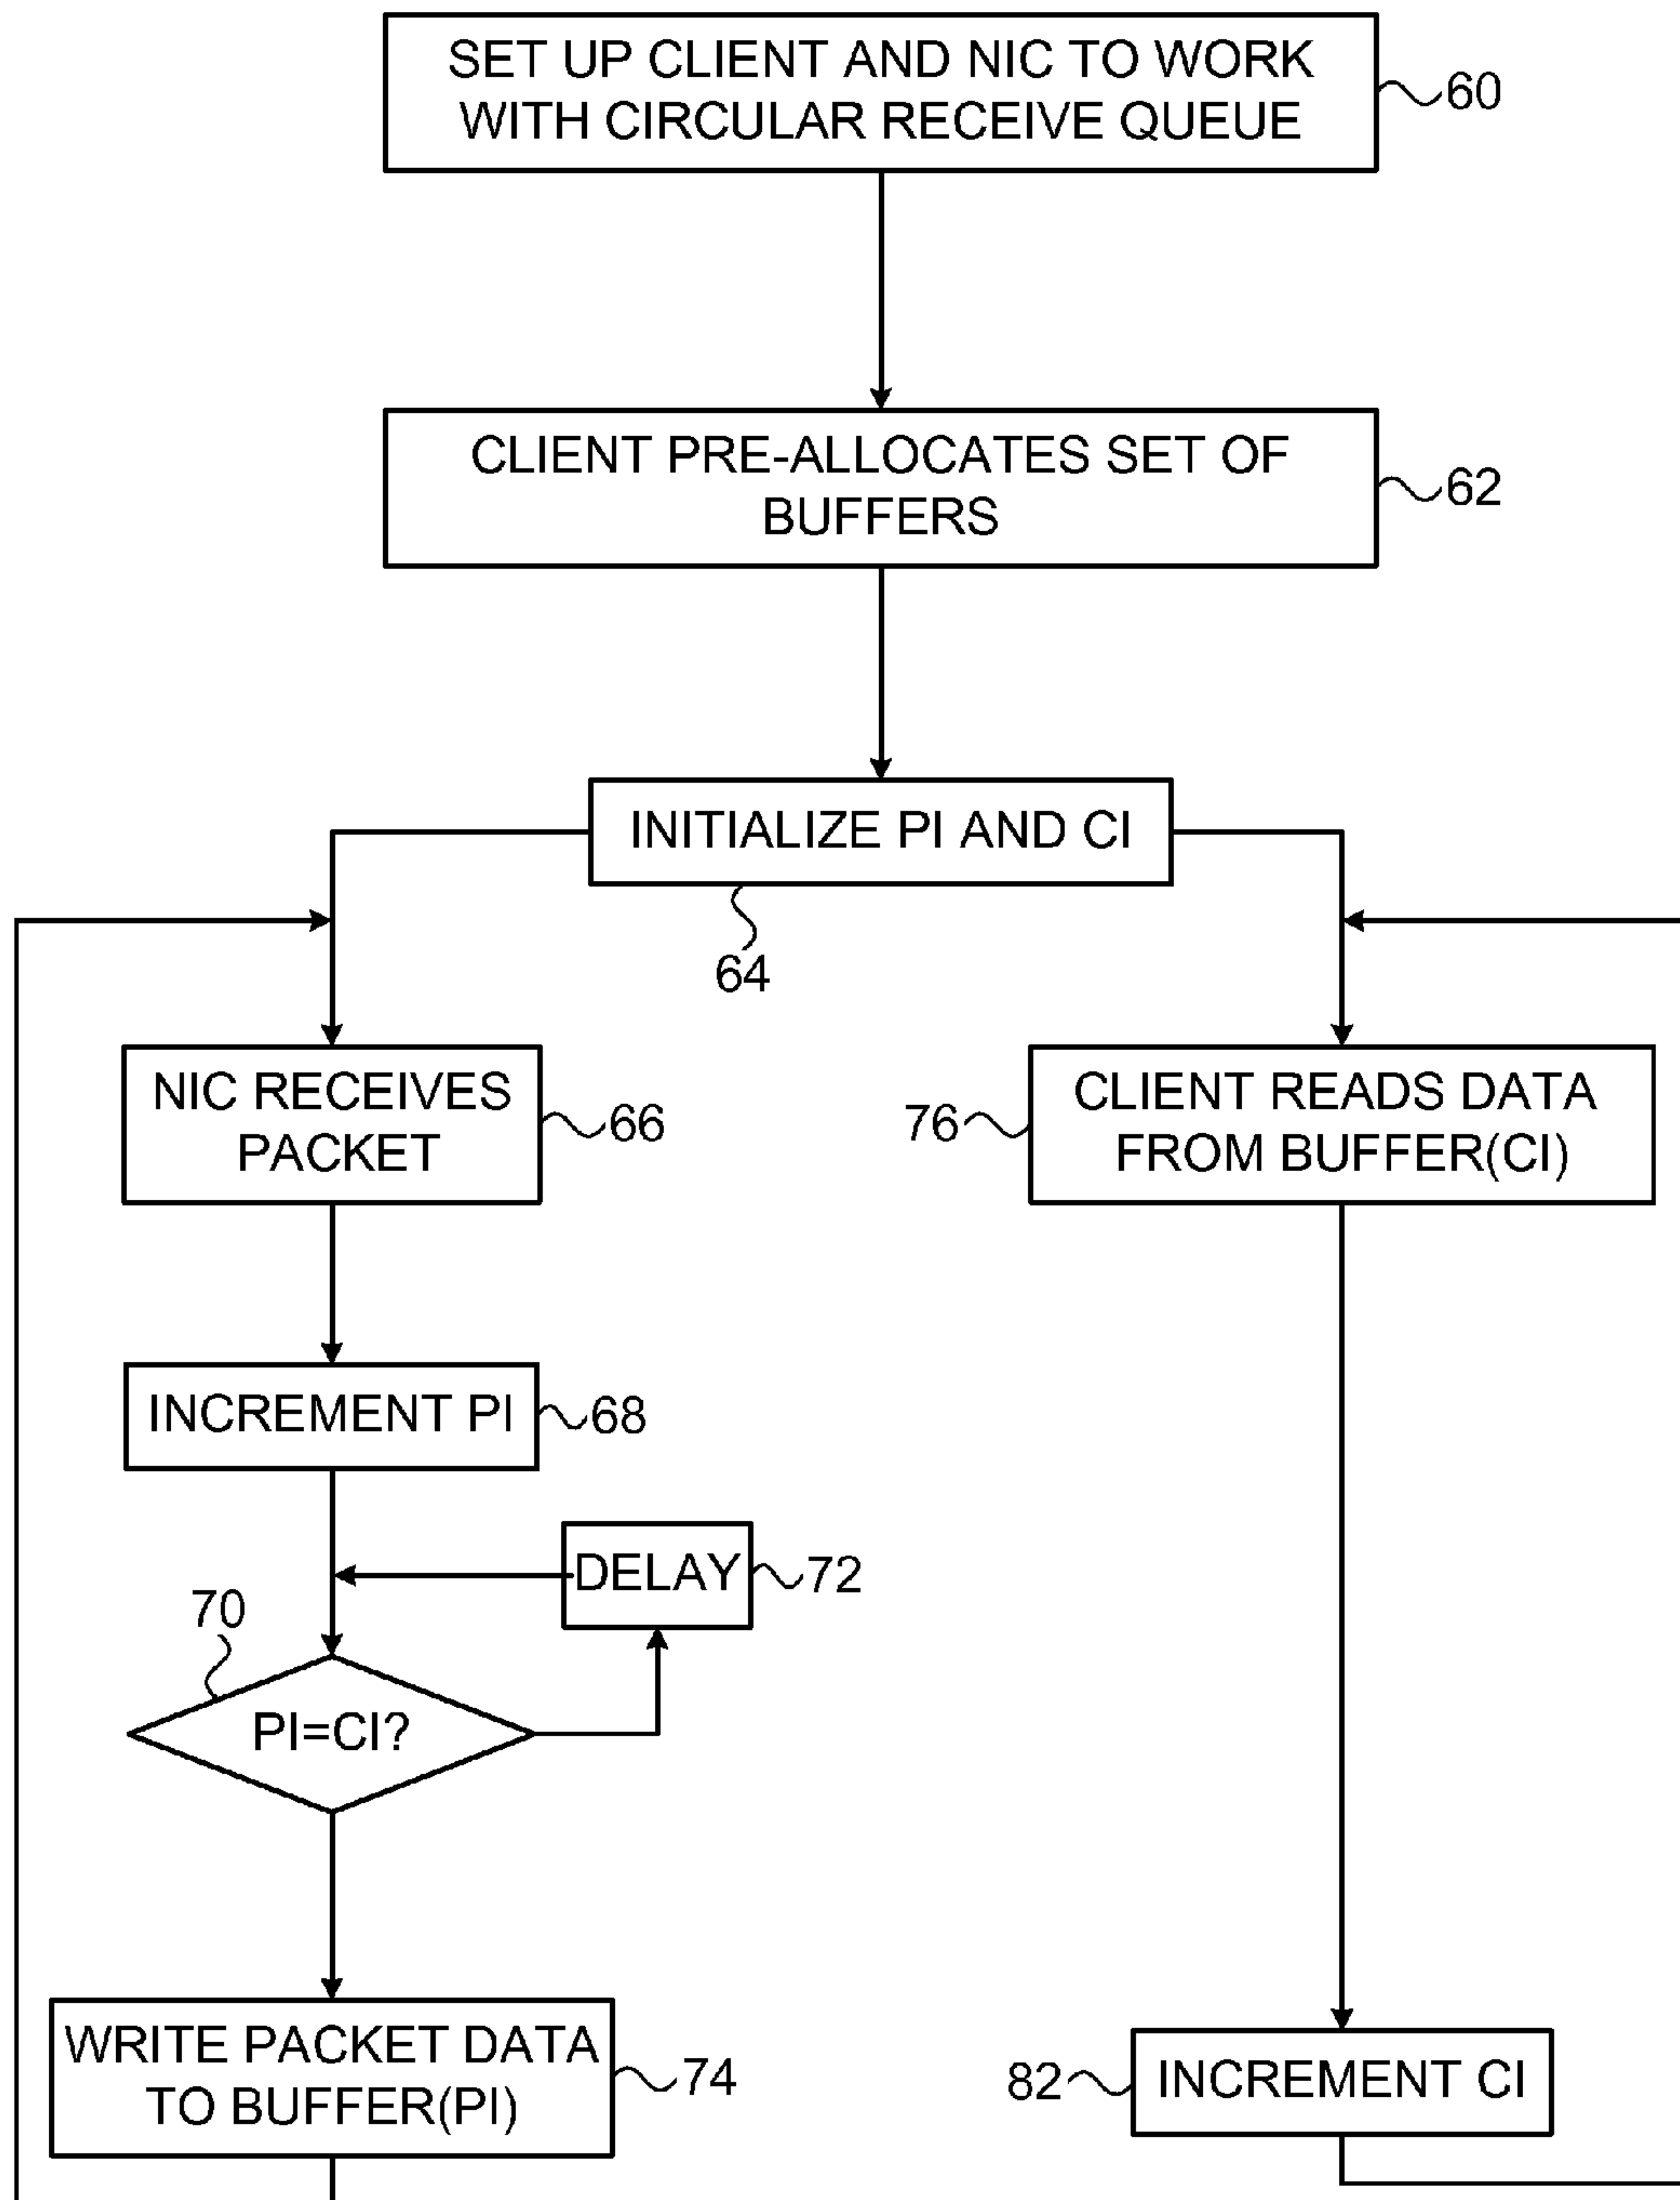 SET UP CLIENT AND NIC TO WORK
WITH CIRCULAR RECEIVE QUEUE
60
CLIENT PRE-ALLOCATES SET OF
BUFFERS
62
INITIALIZE PI AND CI
64
NIC RECEIVES
PACKET
66
76
CLIENT READS DATA
FROM BUFFER(CI)
INCREMENT PI
68
DELAY
72
70
PI=CI?
WRITE PACKET DATA
TO BUFFER(PI)
74
82
INCREMENT CI